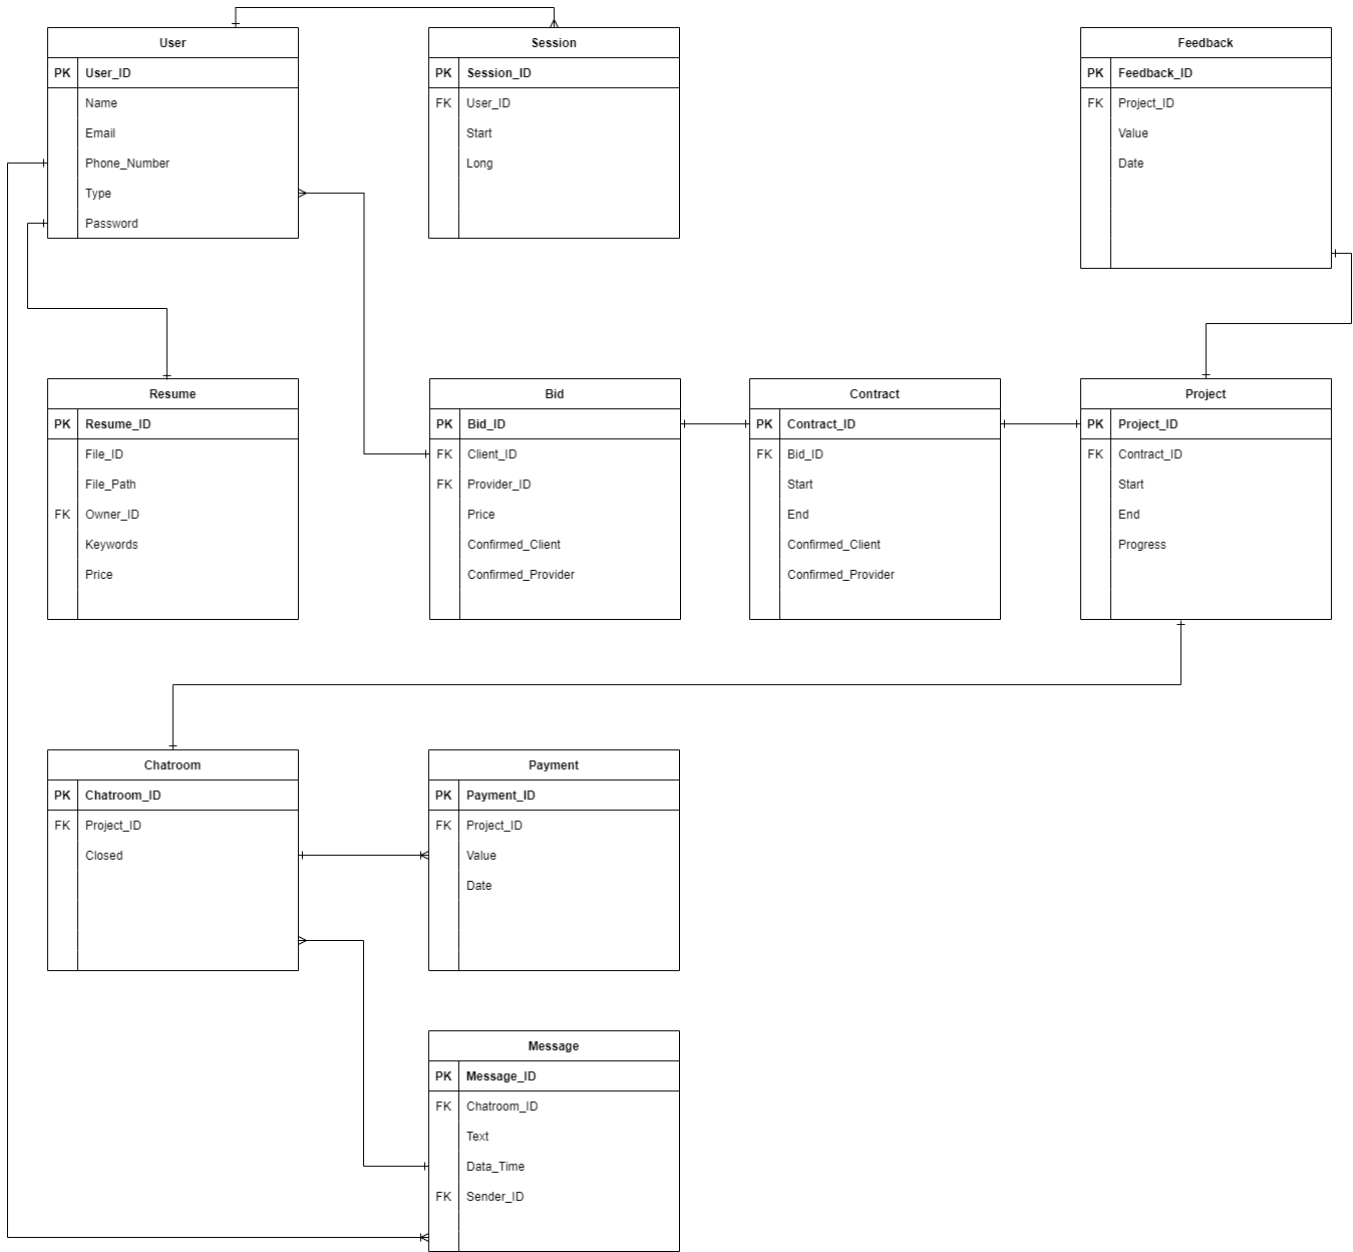 User
PK User_ID
Name
Email
Phone_Number
Type
Password
Session
PK Session_ID
FK User_ID
Start
Long
Feedback
PK Feedback_ID
FK Project_ID
Value
Date
Resume
PK Resume_ID
File_ID
File_Path
FK Owner_ID
Keywords
Price
Bid
PK Bid_ID
FK Client_ID
FK Provider_ID
Price
Confirmed_Client
Confirmed_Provider
Contract
PK Contract_ID
FK Bid_ID
Start
End
Confirmed_Client
Confirmed_Provider
Project
PK Project_ID
FK Contract_ID
Start
End
Progress
Chatroom
PK Chatroom_ID
FK Project_ID
Closed
Payment
PK Payment_ID
FK Project_ID
Value
Date
Message
PK Message_ID
FK Chatroom_ID
Text
Data_Time
FK Sender_ID